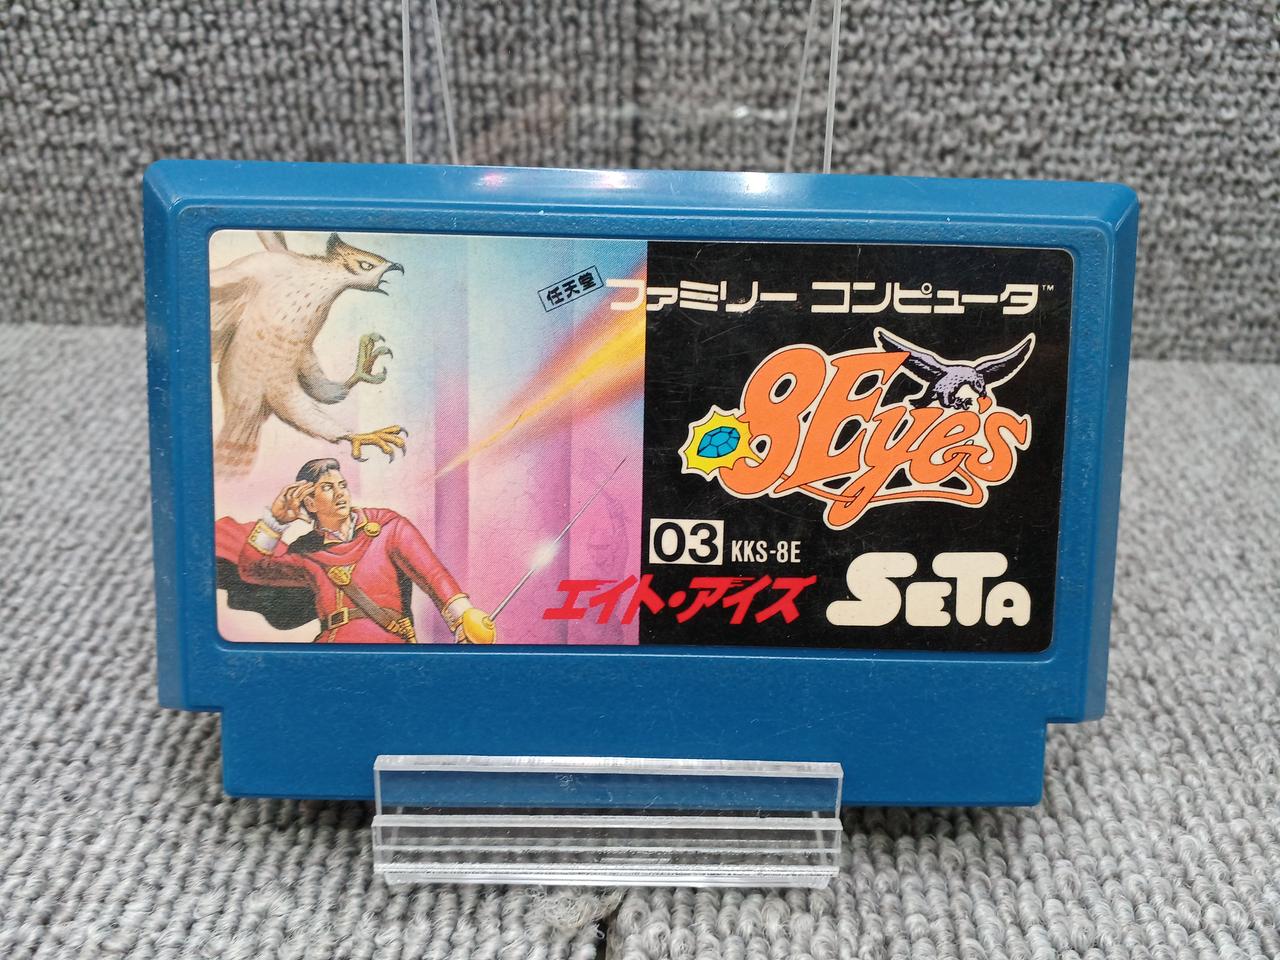 任天堂 ファミリー コンピュータ™
8Eye's
03 KKS-8E
エイト・アイズ
SETA